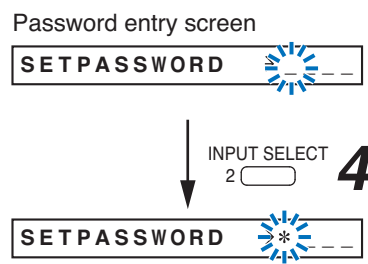 Password entry screen
SETPASSWORD > _ _ _ _
INPUT SELECT
2
4
SETPASSWORD > * _ _ _